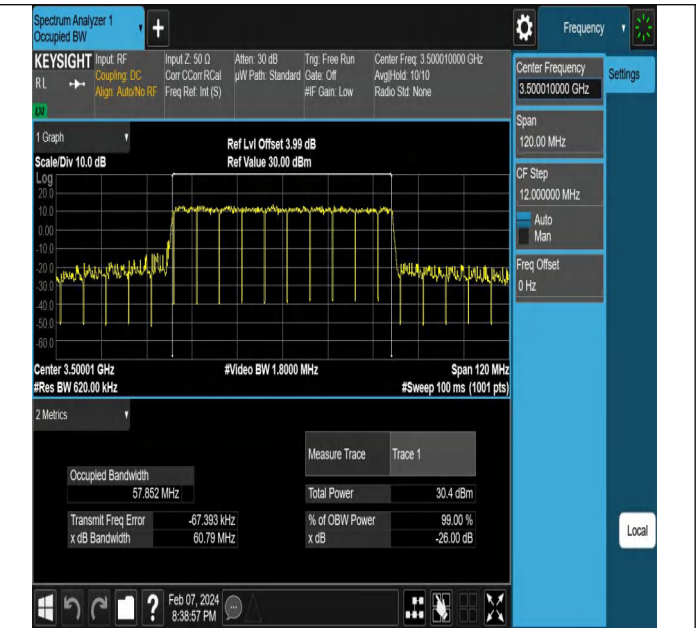 Spectrum Analyzer 1
Occupied BW
Frequency
KEYSIGHT
RL
LXI
Input: RF
Coupling: DC
Align: Auto/No RF
Input Z: 50 Ω
Corr CCorr RCal
Freq Ref: Int (S)
Atten: 30 dB
µW Path: Standard
Trig: Free Run
Gate: Off
#IF Gain: Low
Center Freq: 3.500010000 GHz
Avg|Hold: 10/10
Radio Std: None
1 Graph
Scale/Div 10.0 dB
Ref Lvl Offset 3.99 dB
Ref Value 30.00 dBm
Log
20.0
10.0
0.00
-10.0
-20.0
-30.0
-40.0
-50.0
-60.0
Center 3.50001 GHz
#Video BW 1.8000 MHz
Span 120 MHz
#Res BW 620.00 kHz
#Sweep 100 ms (1001 pts)
2 Metrics
Measure Trace
Trace 1
Occupied Bandwidth
57.852 MHz
Total Power
30.4 dBm
Transmit Freq Error
-67.393 kHz
% of OBW Power
99.00 %
x dB Bandwidth
60.79 MHz
x dB
-26.00 dB
Center Frequency
3.500010000 GHz
Settings
Span
120.00 MHz
CF Step
12.000000 MHz
Auto
Man
Freq Offset
0 Hz
Local
?
Feb 07, 2024
8:38:57 PM